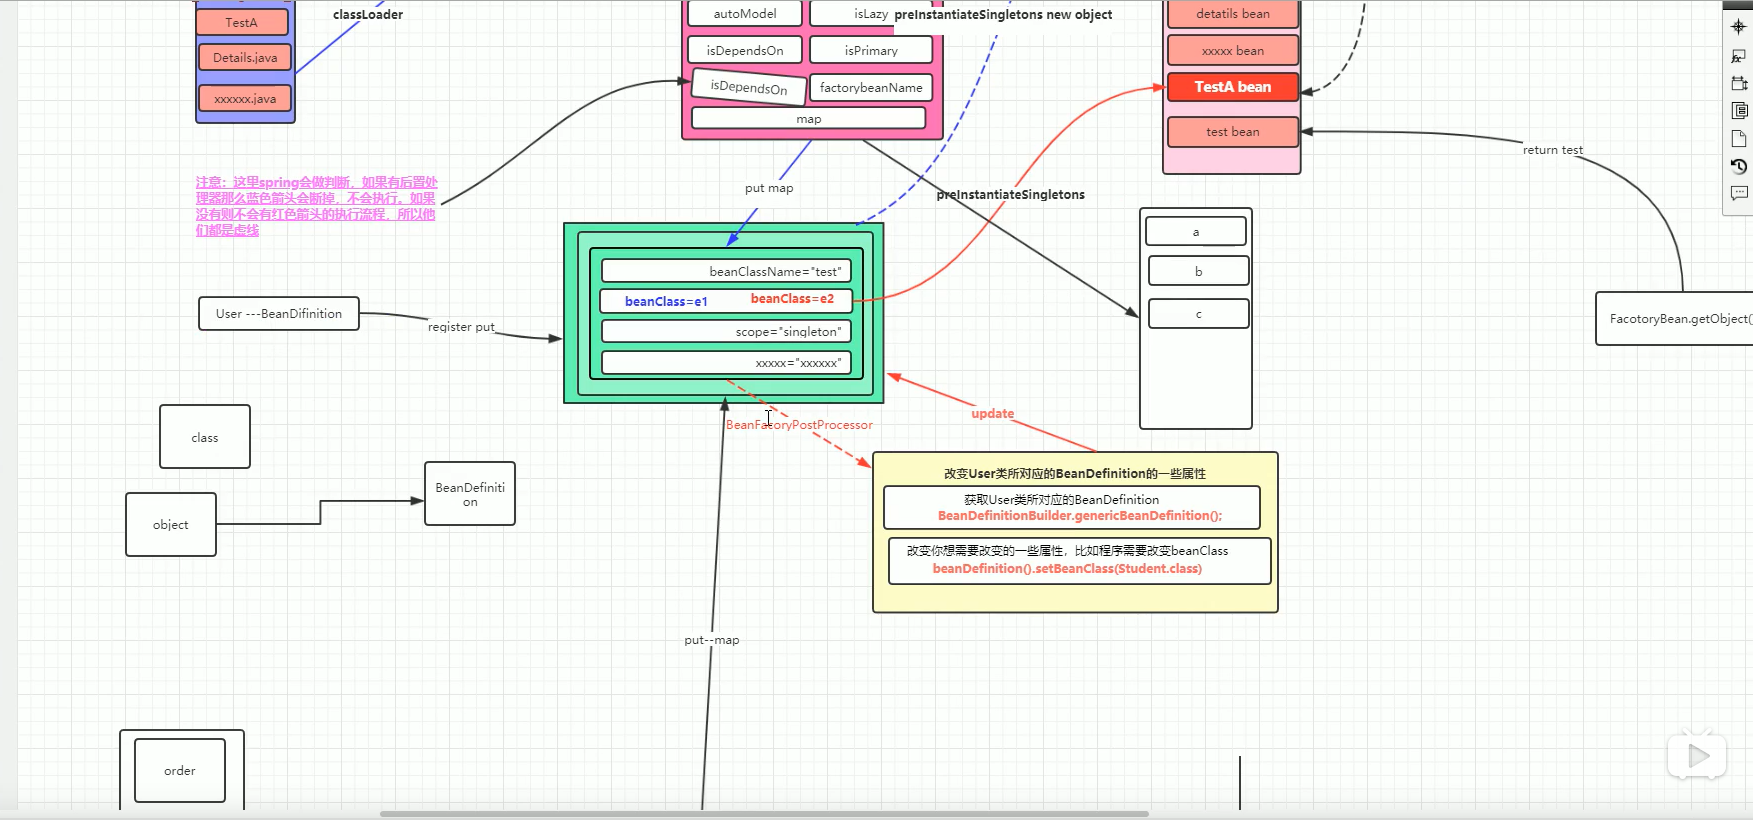 TestA
Details.java
xxxxxx.java
classLoader
autoModel
isLazy
preInstantiateSingletons new object
isDependsOn
isPrimary
isDependsOn
factorybeanName
map
detatils bean
xxxxx bean
TestA bean
test bean
return test
注意：这里spring会做判断，如果有后置处
理器那么蓝色箭头会断掉，不会执行。如果
没有则不会有红色箭头的执行流程，所以他
们都是虚线
put map
preInstantiateSingletons
User ---BeanDifinition
register put
beanClassName="test"
beanClass=e1
beanClass=e2
scope="singleton"
xxxxx="xxxxxx"
a
b
c
FacotoryBean.getObject()
BeanFacoryPostProcessor
update
class
object
BeanDefiniti
on
改变User类所对应的BeanDefinition的一些属性
获取User类所对应的BeanDefinition
BeanDefinitionBuilder.genericBeanDefinition();
改变你想需要改变的一些属性，比如程序需要改变beanClass
beanDefinition().setBeanClass(Student.class)
put--map
order